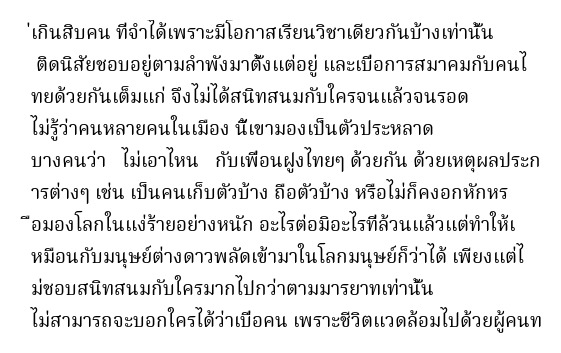 ่เกินสิบคน ที่จำได้เพราะมีโอกาสเรียนวิชาเดียวกันบ้างเท่านั้น
ติดนิสัยชอบอยู่ตามลำพังมาตั้งแต่อยู่ และเบื่อการสมาคมกับคนไ
ทยด้วยกันเต็มแก่ จึงไม่ได้สนิทสนมกับใครจนแล้วจนรอด
ไม่รู้ว่าคนหลายคนในเมือง นี้เขามองเป็นตัวประหลาด
บางคนว่า ไม่เอาไหน กับเพื่อนฝูงไทยๆ ด้วยกัน ด้วยเหตุผลประก
ารต่างๆ เช่น เป็นคนเก็บตัวบ้าง ถือตัวบ้าง หรือไม่ก็คงอกหักหร
ือมองโลกในแง่ร้ายอย่างหนัก อะไรต่อมิอะไรที่ล้วนแล้วแต่ทำให้เ
หมือนกับมนุษย์ต่างดาวพลัดเข้ามาในโลกมนุษย์ก็ว่าได้ เพียงแต่ไ
ม่ชอบสนิทสนมกับใครมากไปกว่าตามมารยาทเท่านั้น
ไม่สามารถจะบอกใครได้ว่าเบื่อคน เพราะชีวิตแวดล้อมไปด้วยผู้คนท